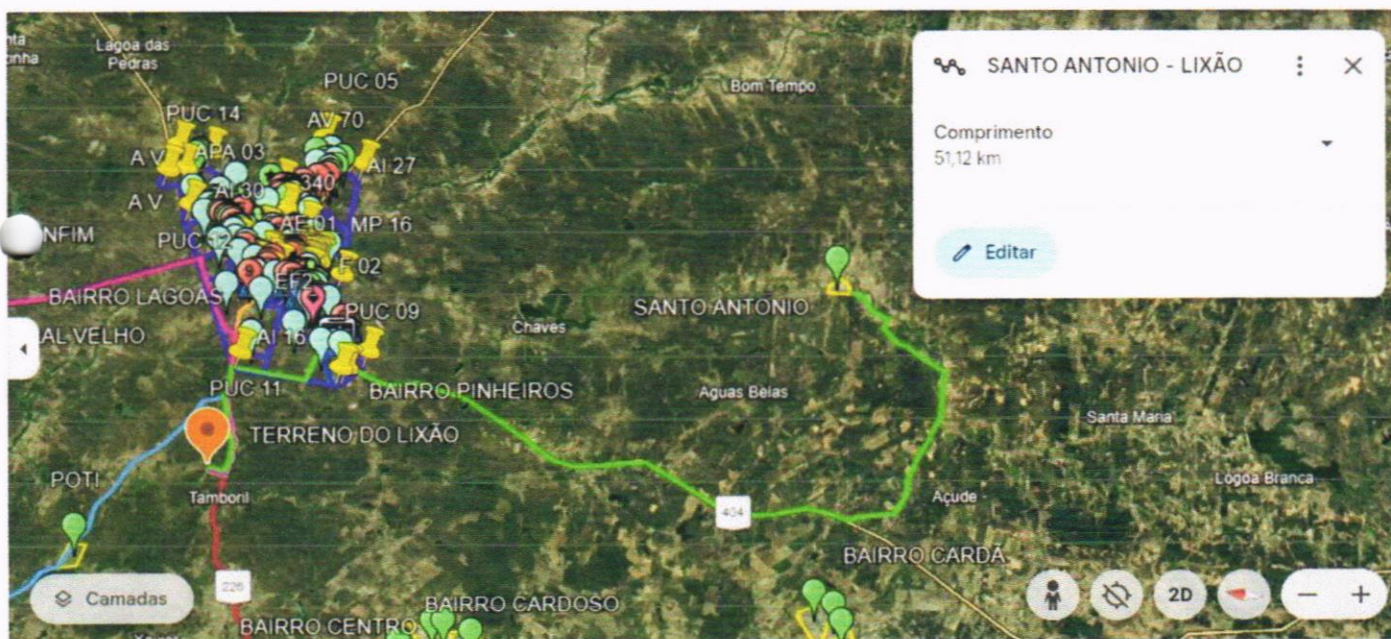 Lagoa das
Pedras
PUC 05
Bom Tempo
SANTO ANTONIO - LIXÃO
Comprimento
51,12 km
Editar
PUC 14
AV 70
A V
APA 03
AI 27
AI 30
340
A V
AE 01
MP 16
NFIM
PUC 12
F 02
9
EF2
BAIRRO LAGOAS
SANTO ANTONIO
PUC 09
Chaves
AL VELHO
AI 16
PUC 11
BAIRRO PINHEIROS
Aguas Belas
Santa Maria
TERRENO DO LIXÃO
POTI
Tamboril
Logoa Branca
404
Açude
BAIRRO CARDA
226
Camadas
BAIRRO CARDOSO
2D
BAIRRO CENTRO